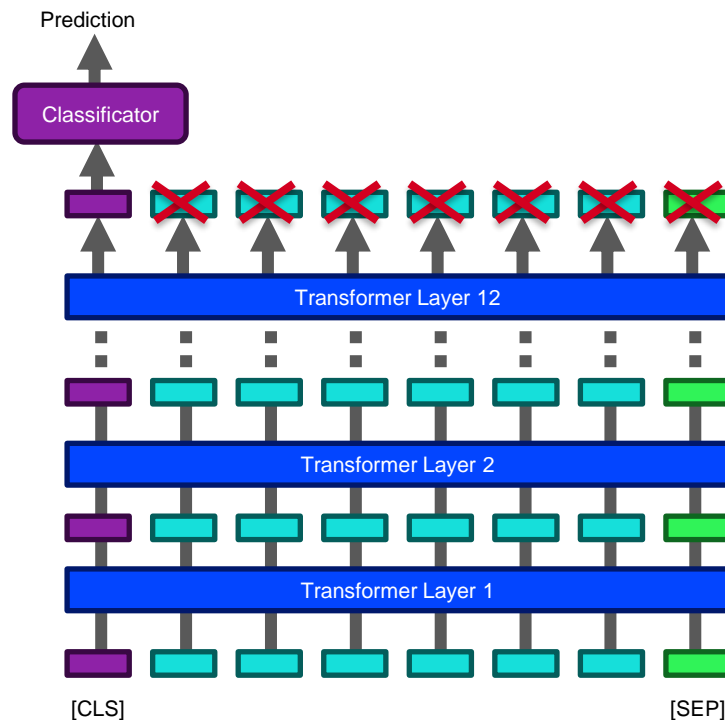 Prediction
Classificator
Transformer Layer 12
Transformer Layer 2
Transformer Layer 1
[CLS]
[SEP]